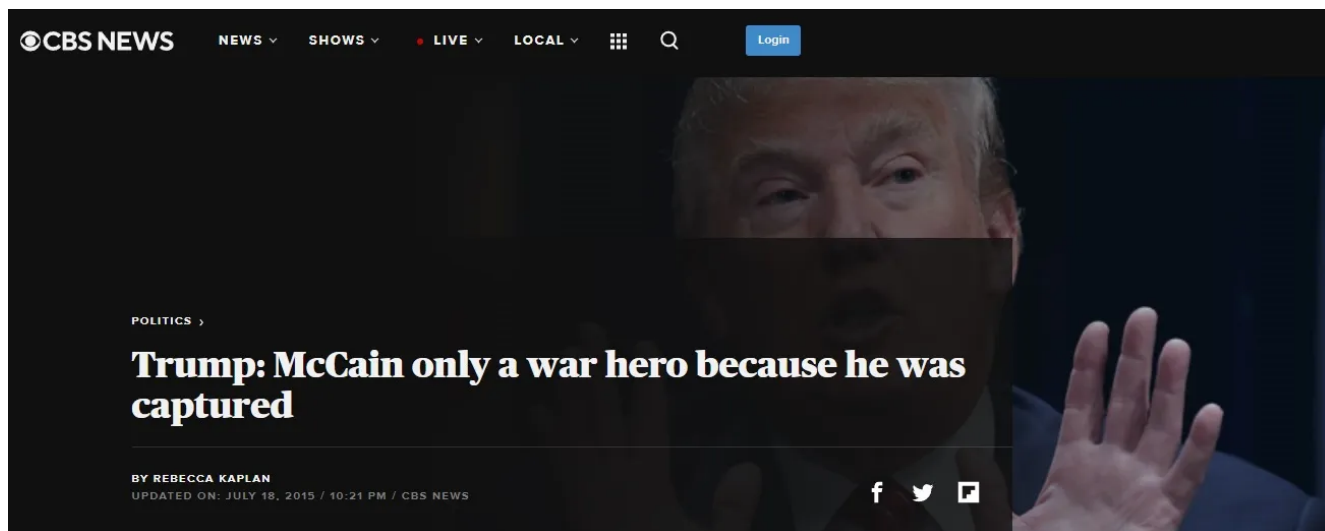 CBS NEWS NEWS SHOWS LIVE LOCAL Login
POLITICS
Trump: McCain only a war hero because he was
captured
BY REBECCA KAPLAN
UPDATED ON: JULY 18, 2015 / 10:21 PM / CBS NEWS